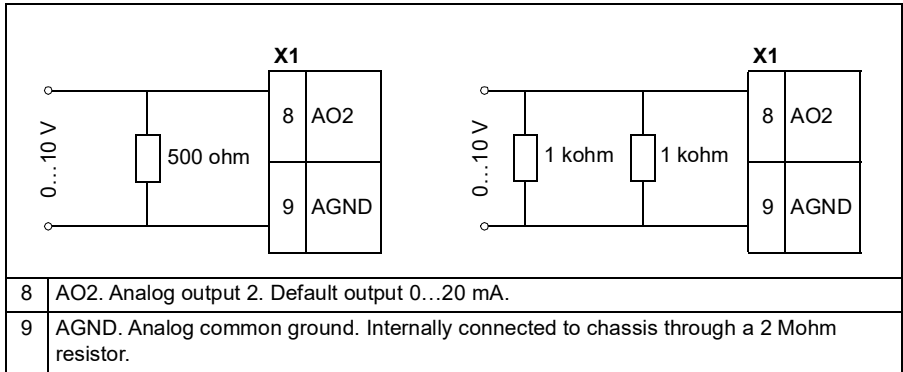 X1
0…10 V
500 ohm
8 AO2
9 AGND
X1
0…10 V
1 kohm
1 kohm
8 AO2
9 AGND
8 AO2. Analog output 2. Default output 0…20 mA.
9 AGND. Analog common ground. Internally connected to chassis through a 2 Mohm
resistor.